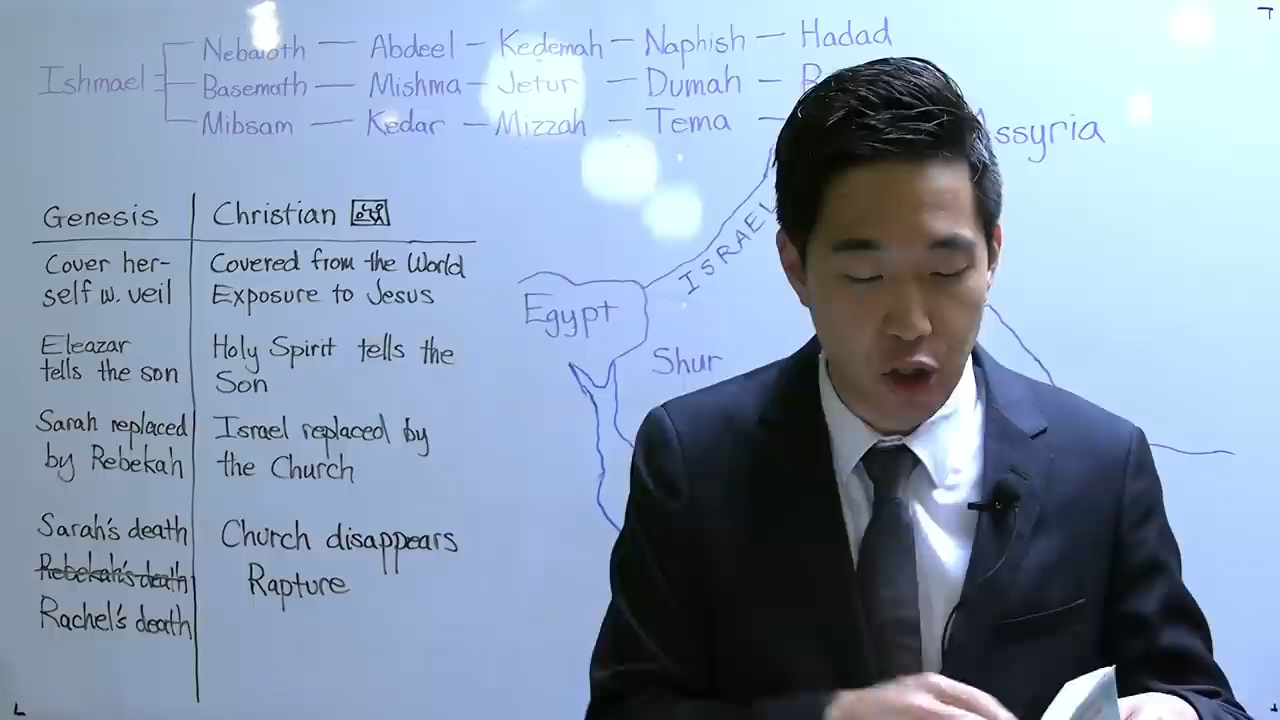 Ishmael
Nebaioth — Abdeel — Kedemah — Naphish — Hadad
Basemath — Mishma — Jetur — Dumah —
Mibsam — Kedar — Mizzah — Tema —
Assyria
ISRAEL
Egypt
Shur
Genesis
Christian
Cover her-
self w. veil
Covered from the World
Exposure to Jesus
Eleazar
tells the son
Holy Spirit tells the
Son
Sarah replaced
by Rebekah
Israel replaced by
the Church
Sarah's death
Rebekah's death
Rachel's death
Church disappears
Rapture